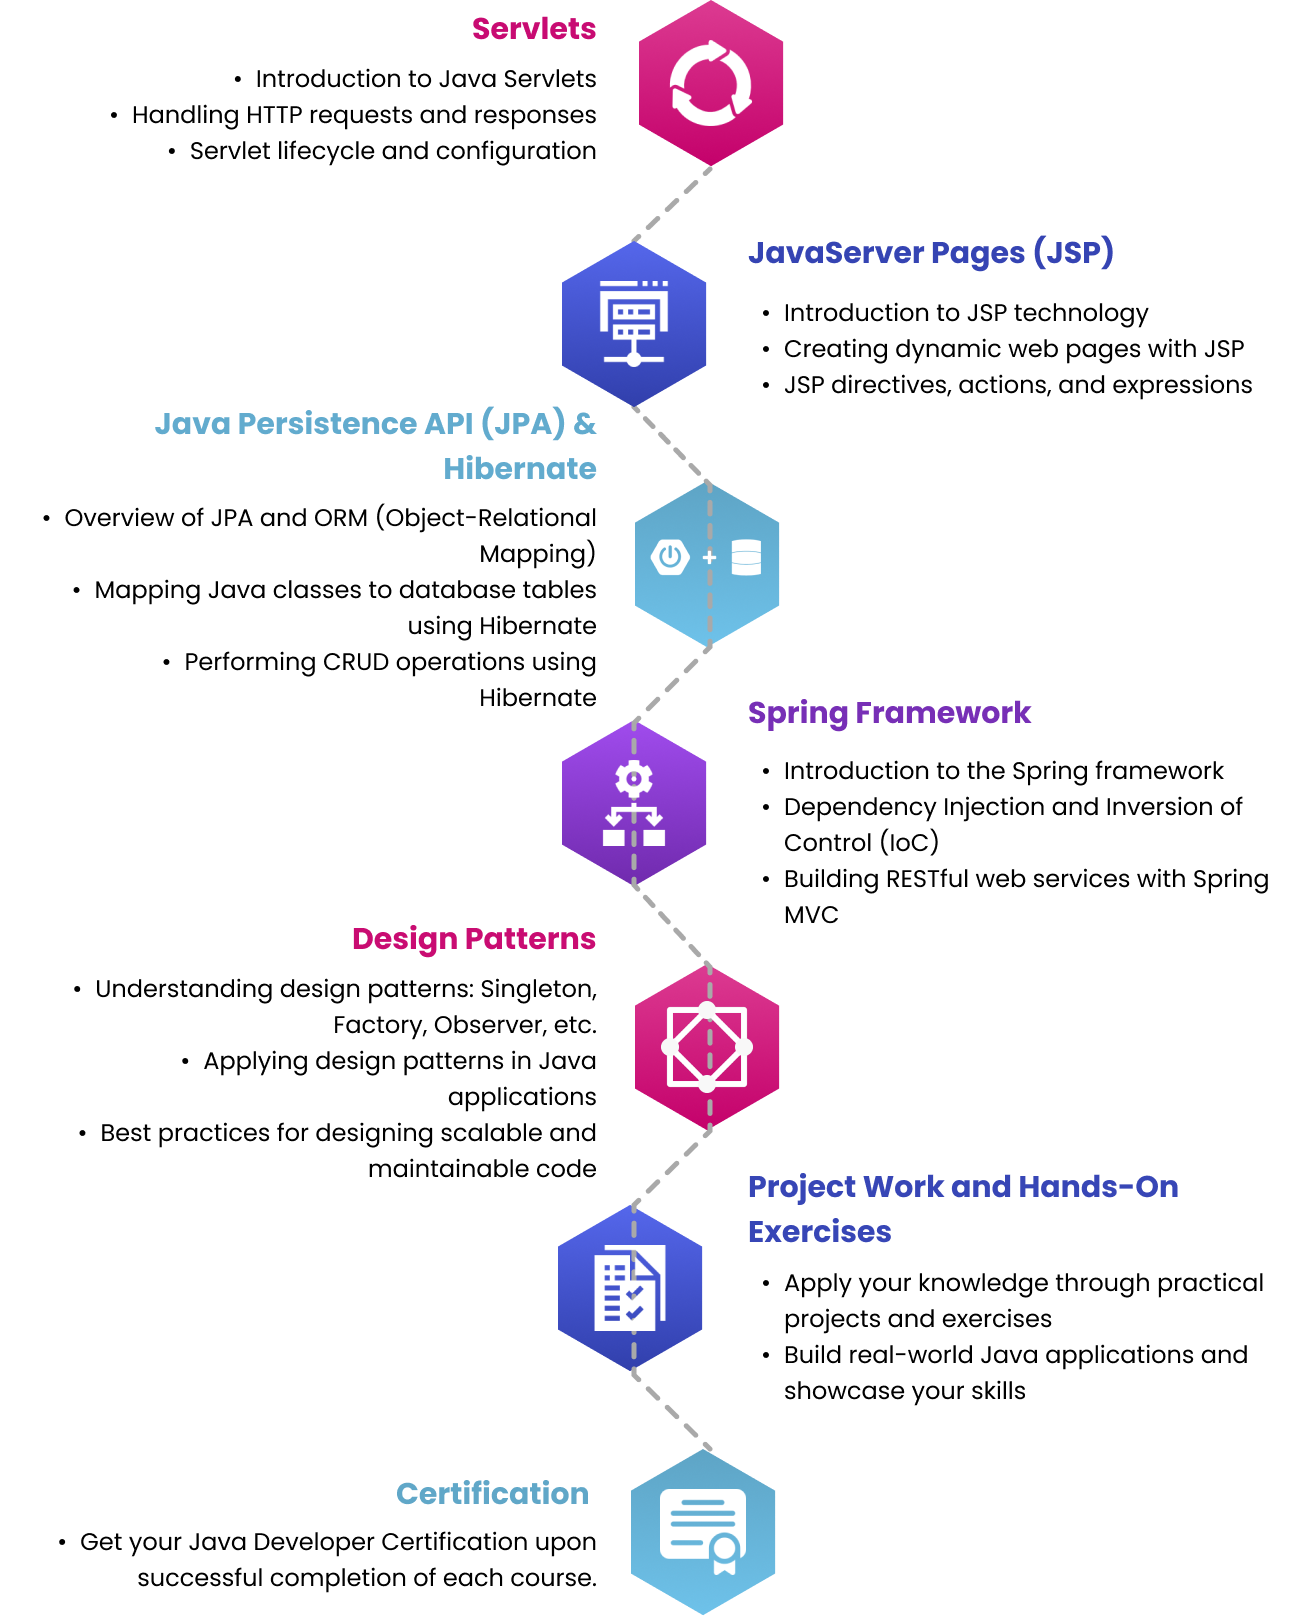 Servlets
• Introduction to Java Servlets
• Handling HTTP requests and responses
• Servlet lifecycle and configuration
JavaServer Pages (JSP)
• Introduction to JSP technology
• Creating dynamic web pages with JSP
• JSP directives, actions, and expressions
Java Persistence API (JPA) &
Hibernate
• Overview of JPA and ORM (Object-Relational
Mapping)
• Mapping Java classes to database tables
using Hibernate
• Performing CRUD operations using
Hibernate
Spring Framework
• Introduction to the Spring framework
• Dependency Injection and Inversion of
Control (IoC)
• Building RESTful web services with Spring
MVC
Design Patterns
• Understanding design patterns: Singleton,
Factory, Observer, etc.
• Applying design patterns in Java
applications
• Best practices for designing scalable and
maintainable code
Project Work and Hands-On
Exercises
• Apply your knowledge through practical
projects and exercises
• Build real-world Java applications and
showcase your skills
Certification
• Get your Java Developer Certification upon
successful completion of each course.